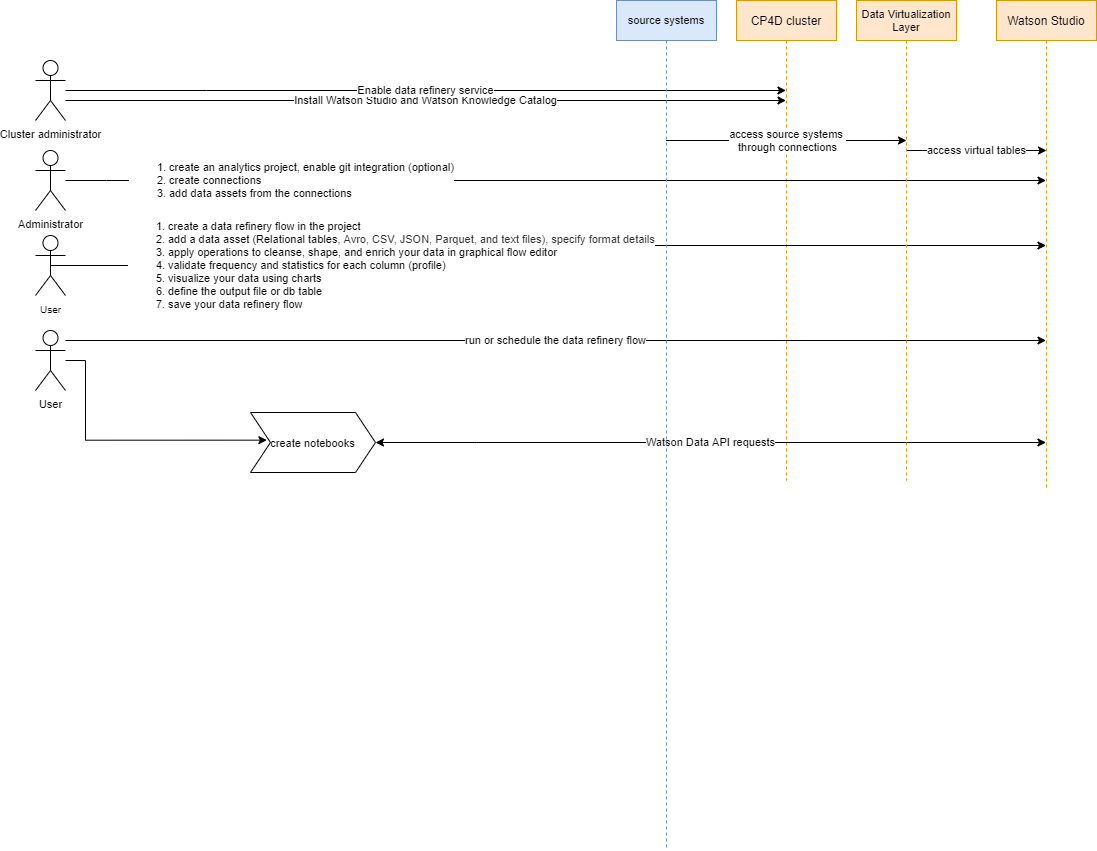 source systems
CP4D cluster
Data Virtualization
Layer
Watson Studio
Enable data refinery service
Install Watson Studio and Watson Knowledge Catalog
Cluster administrator
access source systems
through connections
access virtual tables
1. create an analytics project, enable git integration (optional)
2. create connections
3. add data assets from the connections
Administrator
1. create a data refinery flow in the project
2. add a data asset (Relational tables, Avro, CSV, JSON, Parquet, and text files), specify format details
3. apply operations to cleanse, shape, and enrich your data in graphical flow editor
4. validate frequency and statistics for each column (profile)
5. visualize your data using charts
6. define the output file or db table
7. save your data refinery flow
User
run or schedule the data refinery flow
User
create notebooks
Watson Data API requests